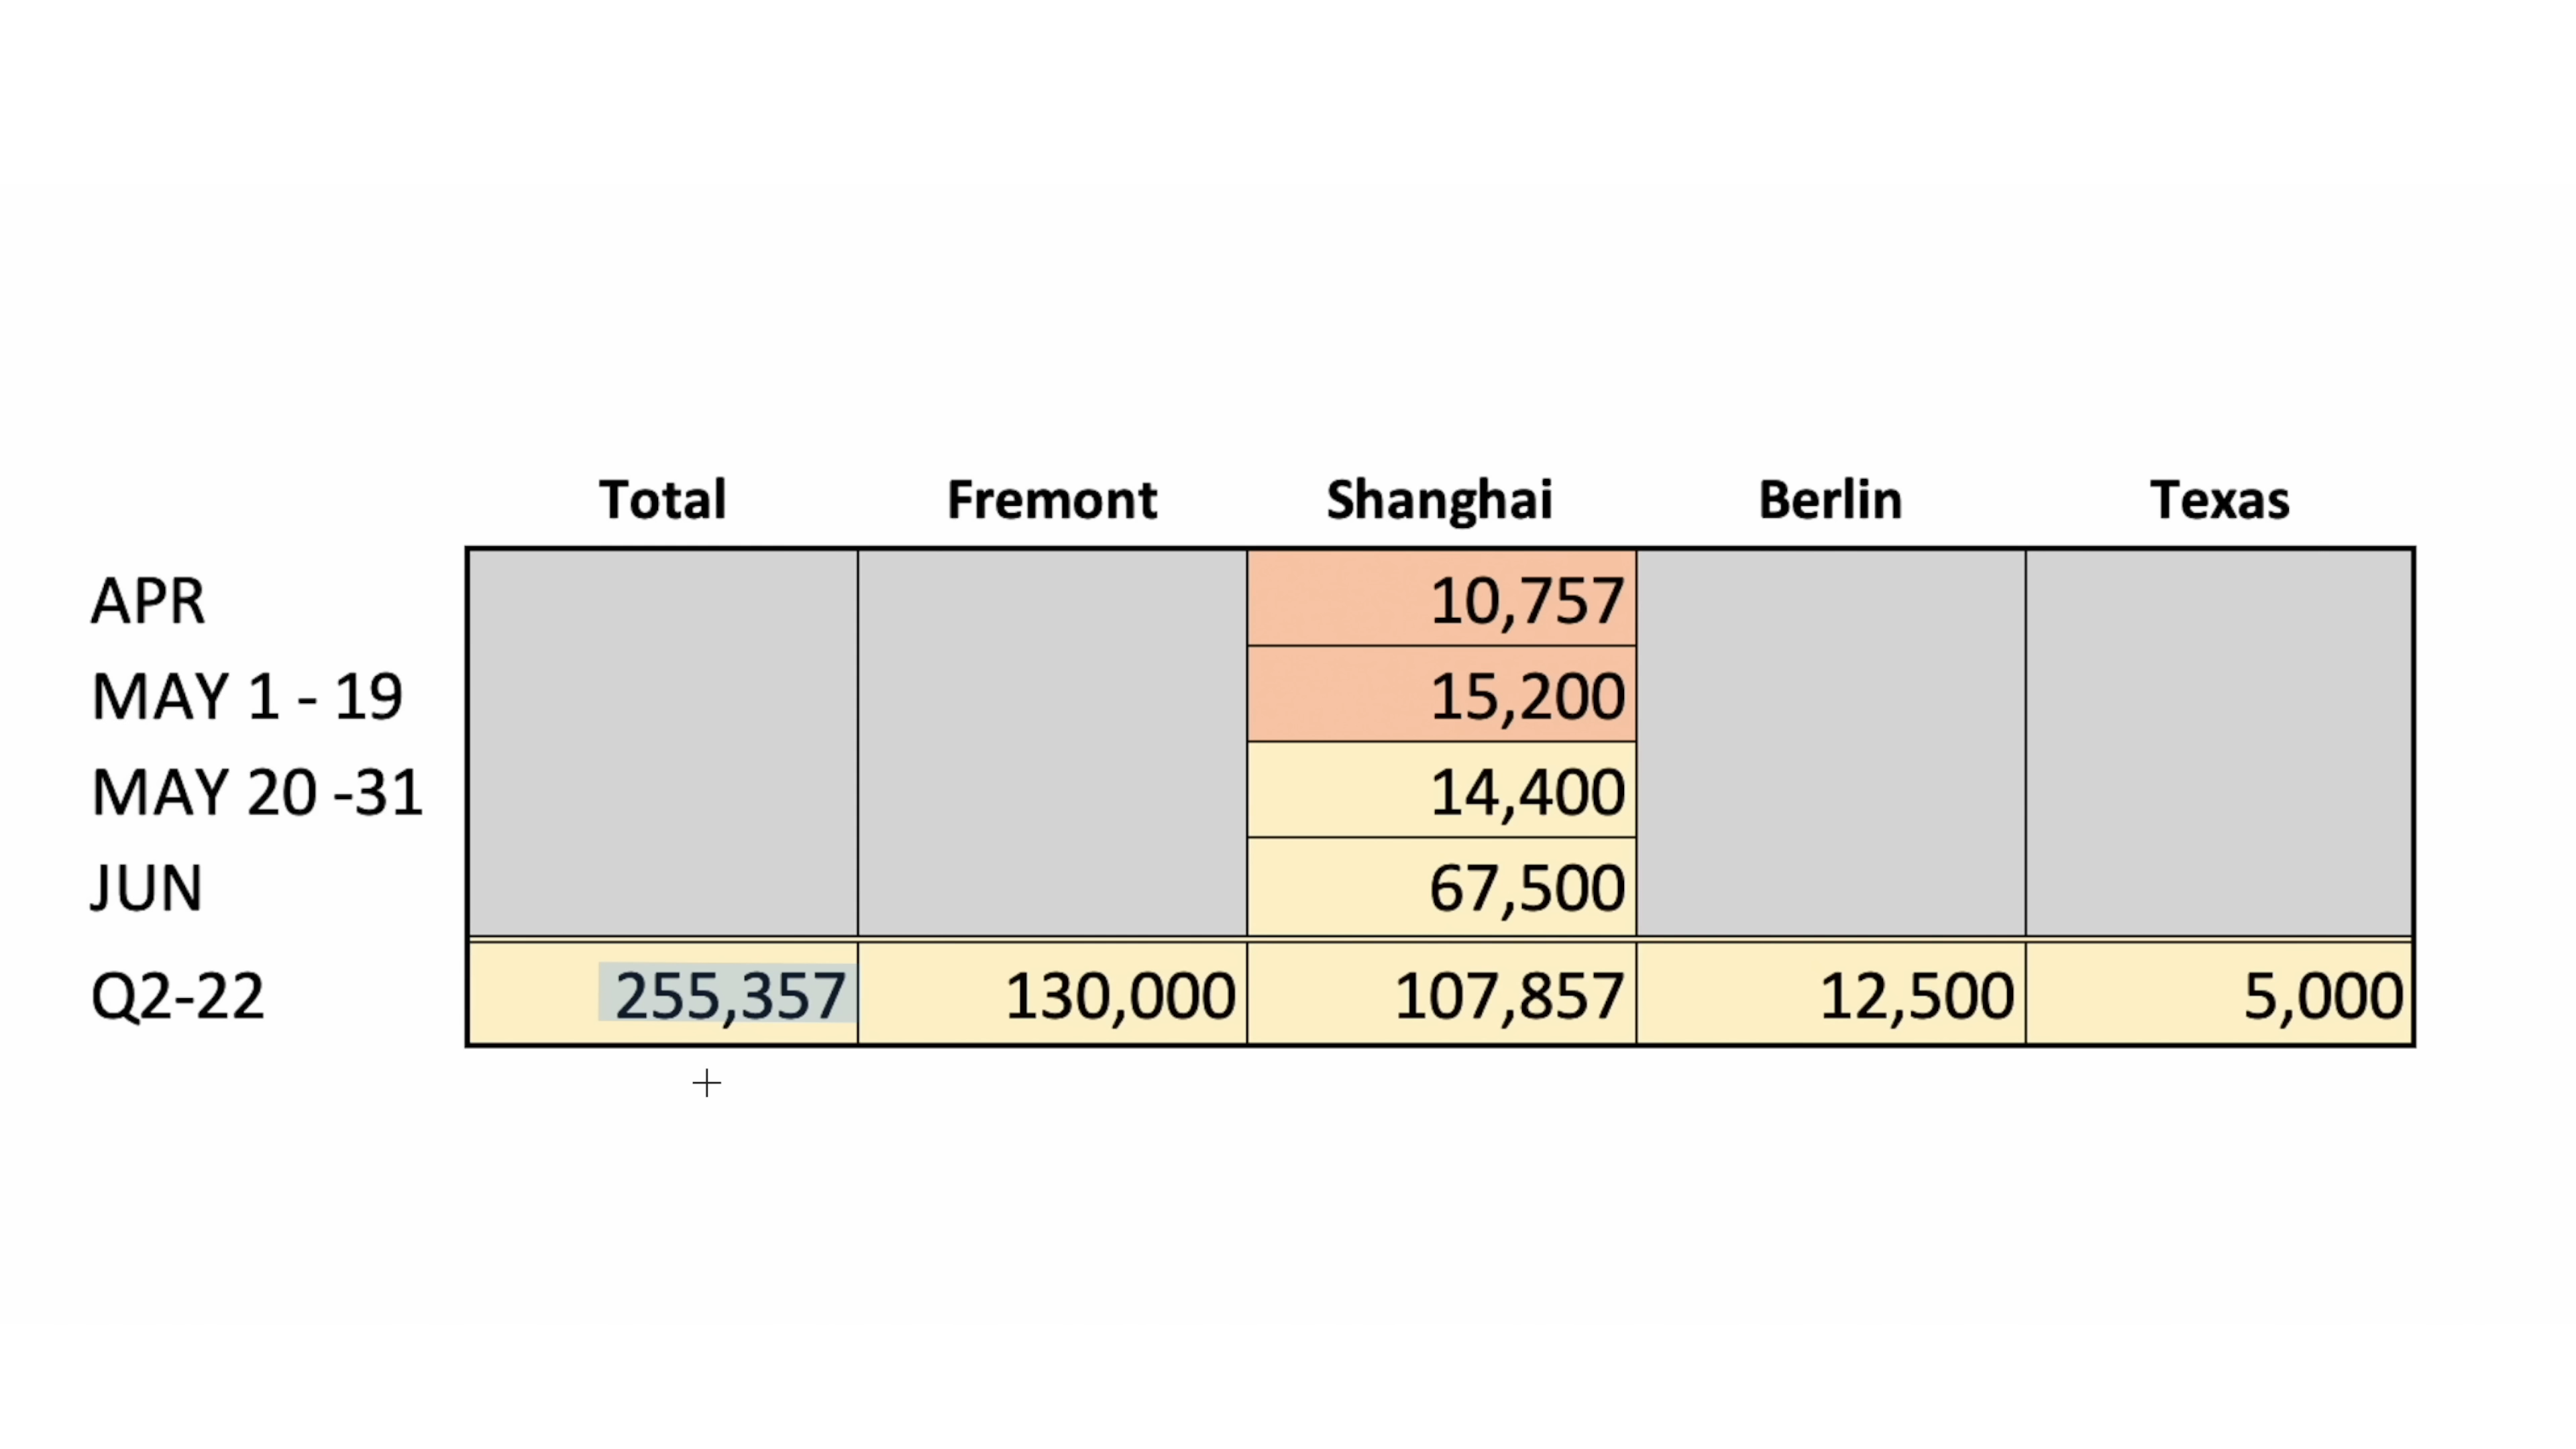 Total Fremont Shanghai Berlin Texas
APR 10,757
MAY 1 - 19 15,200
MAY 20 -31 14,400
JUN 67,500
Q2-22 255,357 130,000 107,857 12,500 5,000